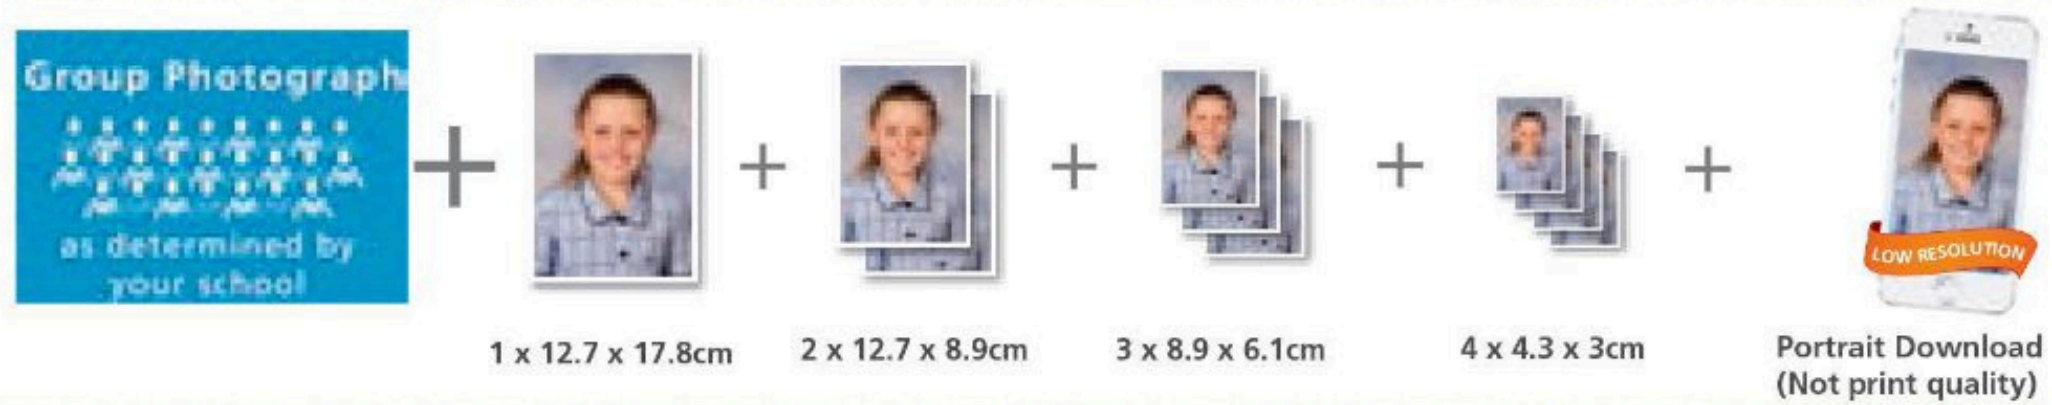 Group Photograph
as determined by
your school
1 x 12.7 x 17.8cm
2 x 12.7 x 8.9cm
3 x 8.9 x 6.1cm
4 x 4.3 x 3cm
LOW RESOLUTION
Portrait Download
(Not print quality)